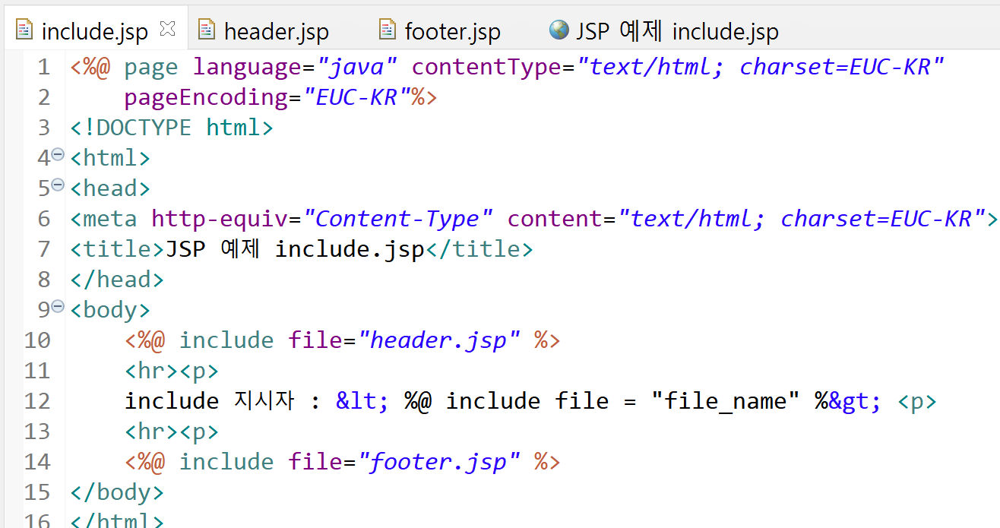 include.jsp header.jsp footer.jsp JSP 예제 include.jsp
1 <%@ page language="java" contentType="text/html; charset=EUC-KR"
2 pageEncoding="EUC-KR"%>
3 <!DOCTYPE html>
4 <html>
5 <head>
6 <meta http-equiv="Content-Type" content="text/html; charset=EUC-KR">
7 <title>JSP 예제 include.jsp</title>
8 </head>
9 <body>
10 <%@ include file="header.jsp" %>
11 <hr><p>
12 include 지시자 : &lt; %@ include file = "file_name" %&gt; <p>
13 <hr><p>
14 <%@ include file="footer.jsp" %>
15 </body>
16 </html>